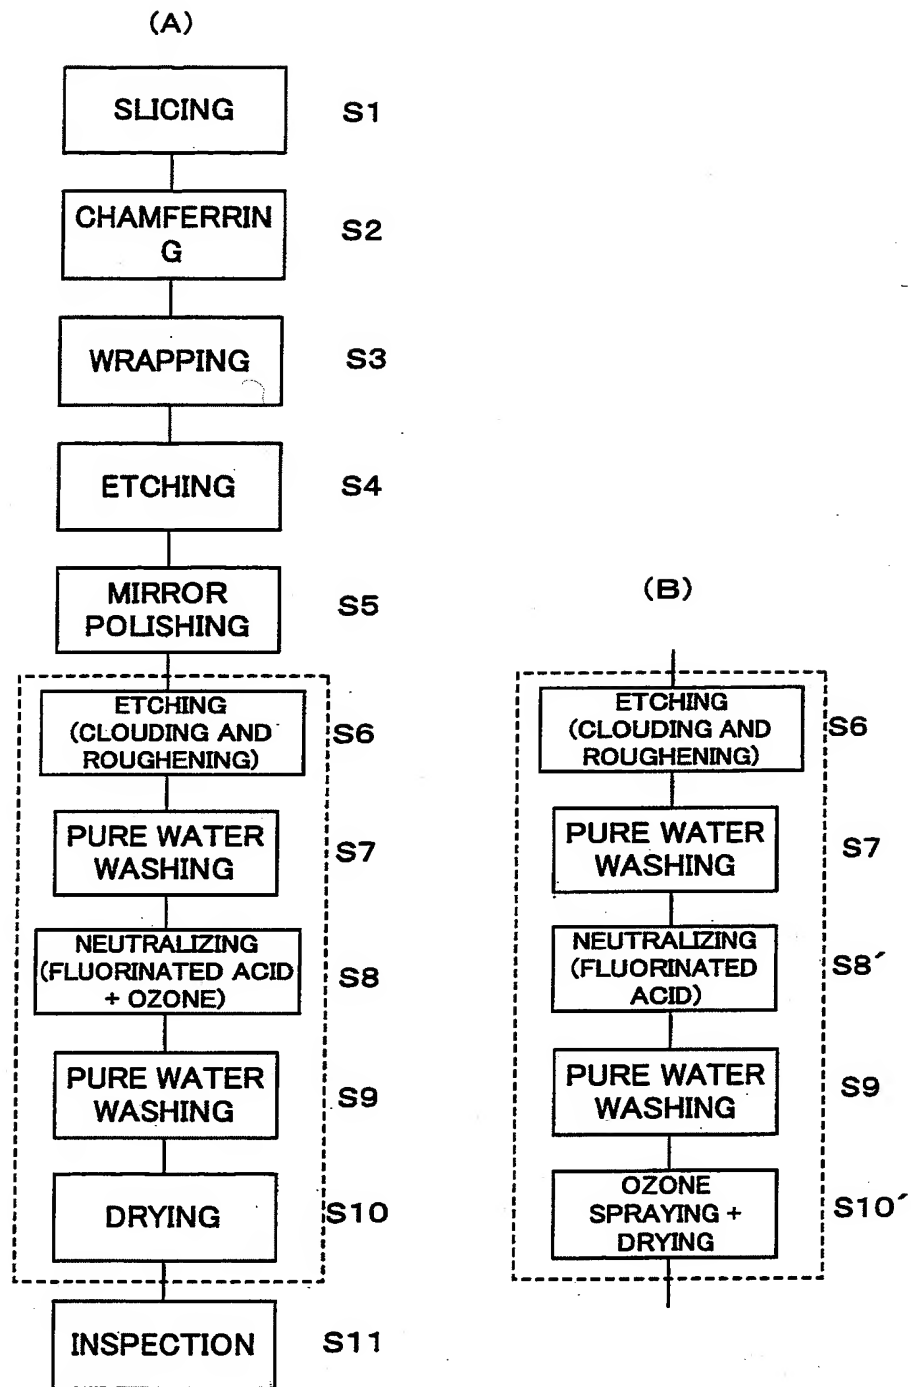 (A)
SLICING S1
CHAMFERRIN
G
S2
WRAPPING S3
ETCHING S4
MIRROR
POLISHING
S5
ETCHING
(CLOUDING AND
ROUGHENING)
S6
PURE WATER
WASHING
S7
NEUTRALIZING
(FLUORINATED ACID
+ OZONE)
S8
PURE WATER
WASHING
S9
DRYING S10
INSPECTION S11
(B)
ETCHING
(CLOUDING AND
ROUGHENING)
S6
PURE WATER
WASHING
S7
NEUTRALIZING
(FLUORINATED
ACID)
S8´
PURE WATER
WASHING
S9
OZONE
SPRAYING +
DRYING
S10´